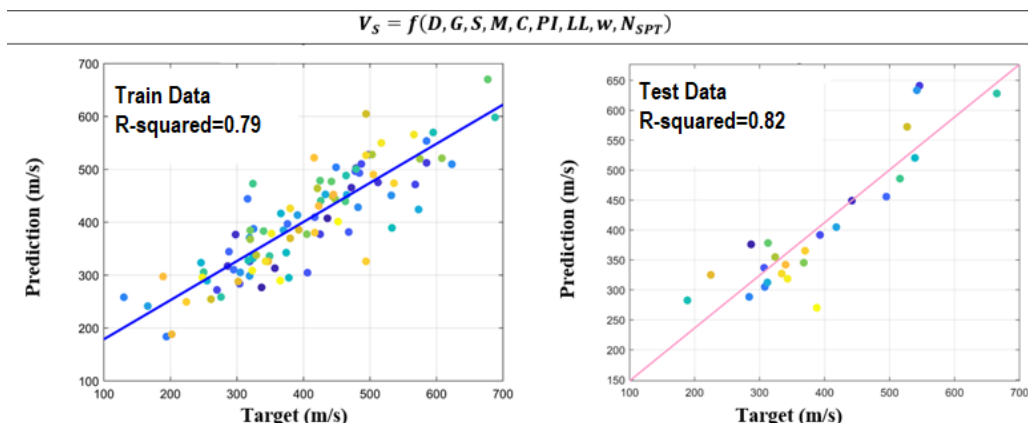 V_S = f(D, G, S, M, C, PI, LL, w, N_SPT)
Train Data
R-squared=0.79
Prediction (m/s)
700
600
500
400
300
200
100
100 200 300 400 500 600 700
Target (m/s)
Test Data
R-squared=0.82
Prediction (m/s)
650
600
550
500
450
400
350
300
250
200
150
100 200 300 400 500 600 700
Target (m/s)